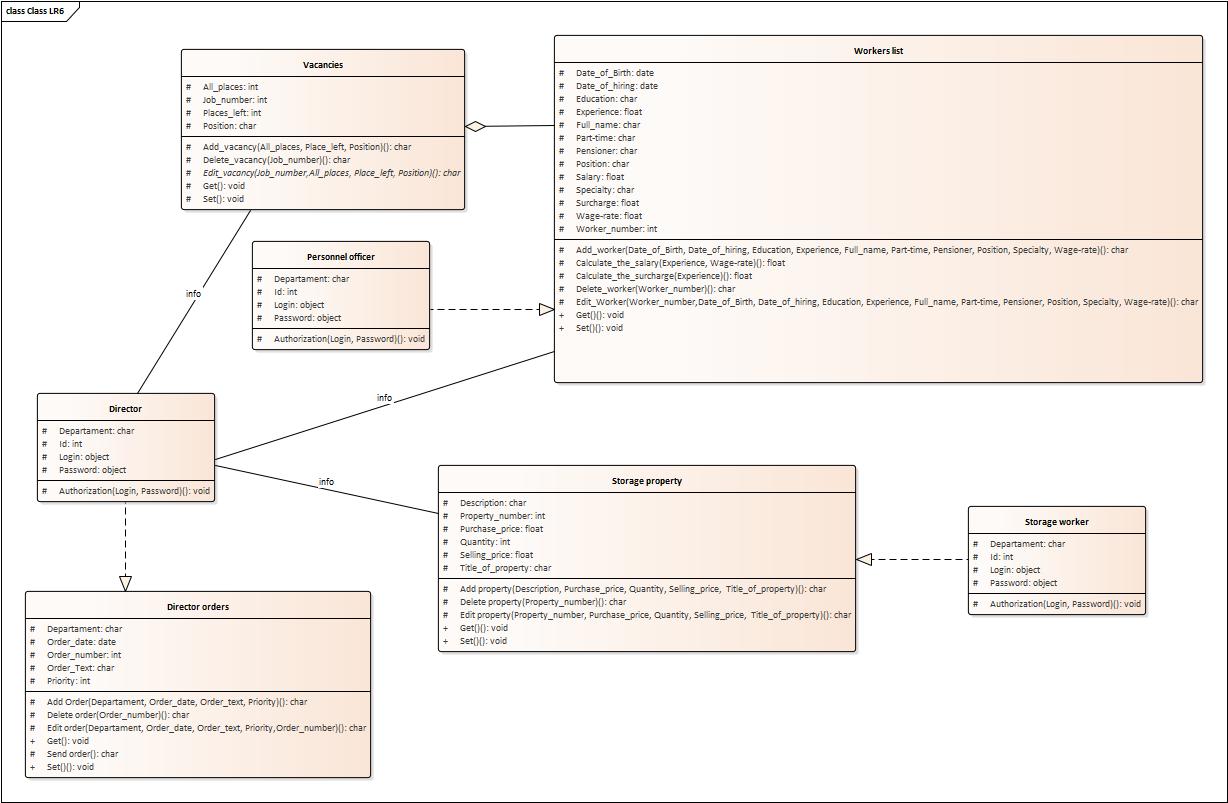 class Class LR6
Vacancies
# All_places: int
# Job_number: int
# Places_left: int
# Position: char
# Add_vacancy(All_places, Place_left, Position)(): char
# Delete_vacancy(Job_number)(): char
# Edit_vacancy(Job_number,All_places, Place_left, Position)(): char
# Get(): void
# Set(): void
Workers list
# Date_of_Birth: date
# Date_of_hiring: date
# Education: char
# Experience: float
# Full_name: char
# Part-time: char
# Pensioner: char
# Position: char
# Salary: float
# Specialty: char
# Surcharge: float
# Wage-rate: float
# Worker_number: int
# Add_worker(Date_of_Birth, Date_of_hiring, Education, Experience, Full_name, Part-time, Pensioner, Position, Specialty, Wage-rate)(): char
# Calculate_the_salary(Experience, Wage-rate)(): float
# Calculate_the_surcharge(Experience)(): float
# Delete_worker(Worker_number)(): char
# Edit_Worker(Worker_number,Date_of_Birth, Date_of_hiring, Education, Experience, Full_name, Part-time, Pensioner, Position, Specialty, Wage-rate)(): char
+ Get()(): void
+ Set()(): void
Personnel officer
# Departament: char
# Id: int
# Login: object
# Password: object
# Authorization(Login, Password)(): void
info
info
info
Director
# Departament: char
# Id: int
# Login: object
# Password: object
# Authorization(Login, Password)(): void
Storage property
# Description: char
# Property_number: int
# Purchase_price: float
# Quantity: int
# Selling_price: float
# Title_of_property: char
# Add property(Description, Purchase_price, Quantity, Selling_price, Title_of_property)(): char
# Delete property(Property_number)(): char
# Edit property(Property_number, Purchase_price, Quantity, Selling_price, Title_of_property)(): char
+ Get()(): void
+ Set()(): void
Storage worker
# Departament: char
# Id: int
# Login: object
# Password: object
# Authorization(Login, Password)(): void
Director orders
# Departament: char
# Order_date: date
# Order_number: int
# Order_Text: char
# Priority: int
# Add Order(Departament, Order_date, Order_text, Priority)(): char
# Delete order(Order_number)(): char
# Edit order(Departament, Order_date, Order_text, Priority,Order_number)(): char
+ Get(): void
# Send order(): char
+ Set()(): void